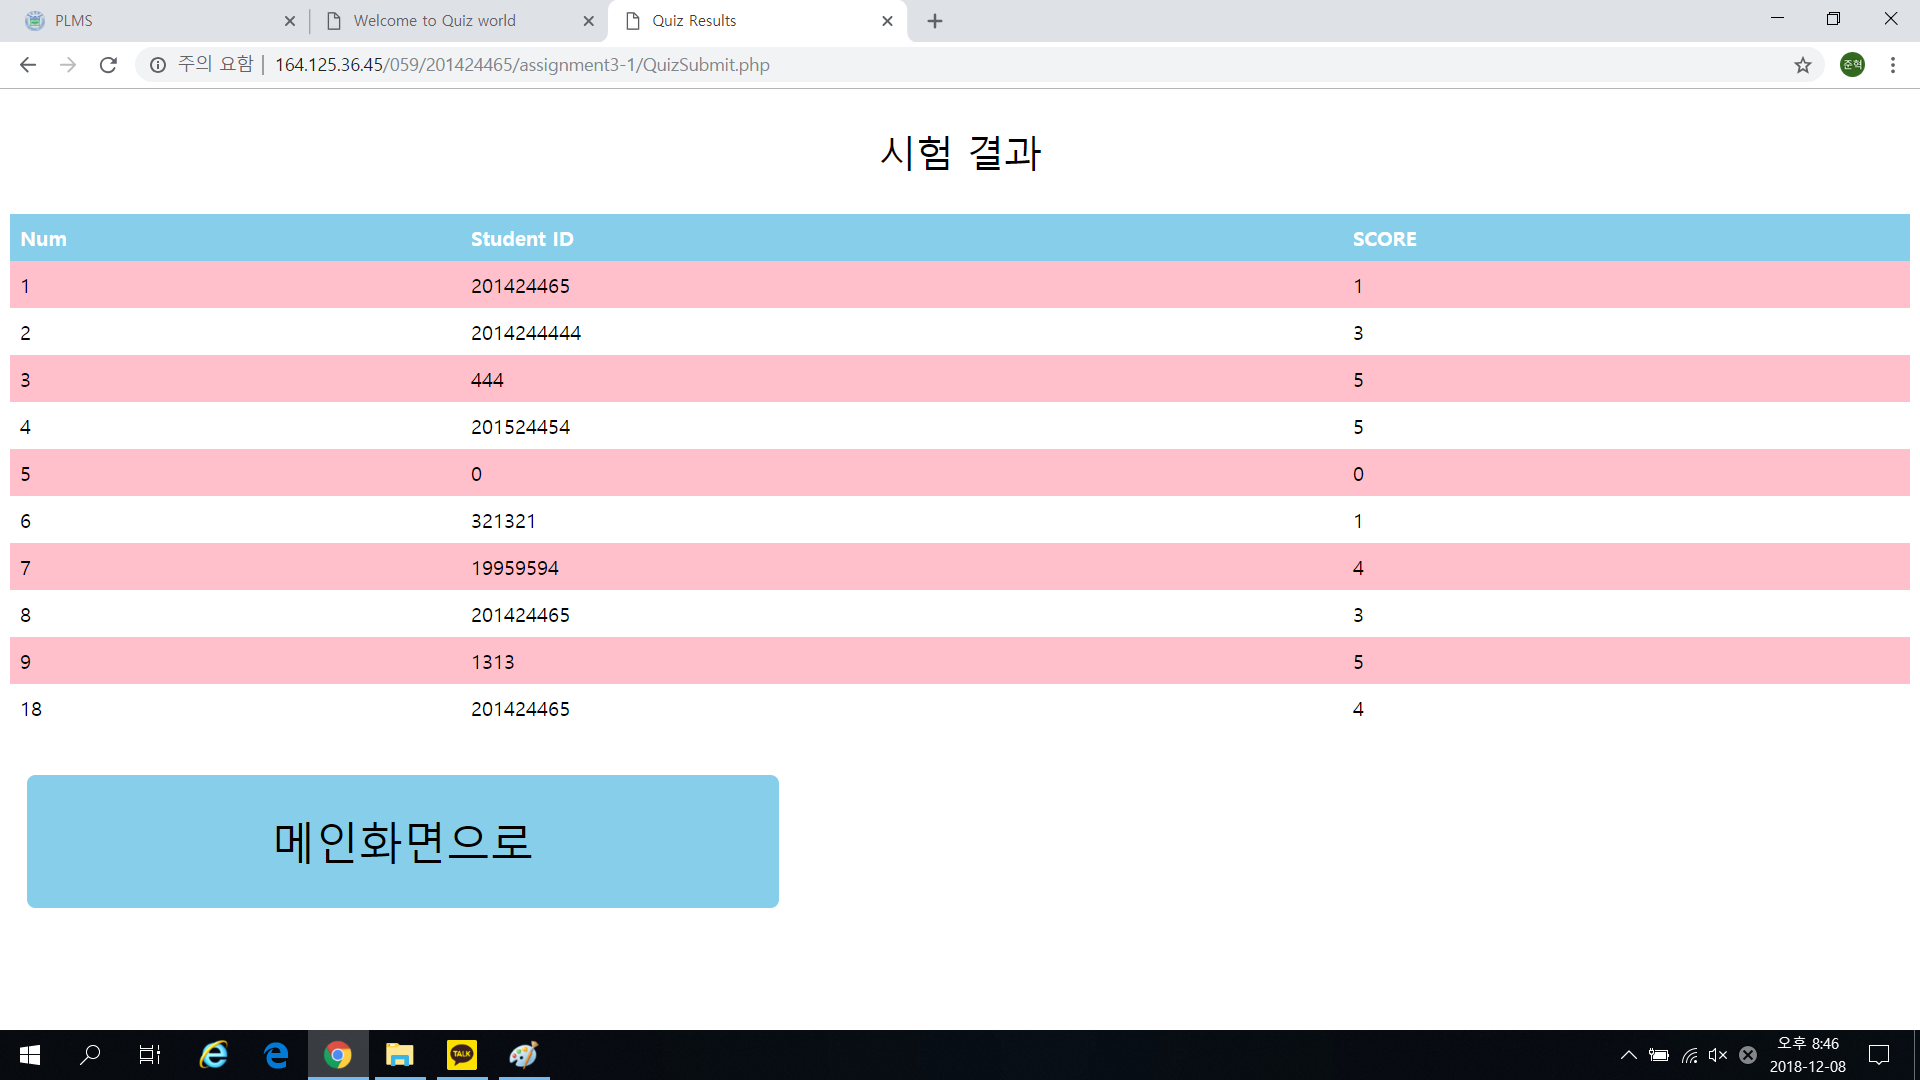 PLMS
Welcome to Quiz world
Quiz Results
주의 요함 | 164.125.36.45/059/201424465/assignment3-1/QuizSubmit.php
준혁
시험 결과
Num Student ID SCORE
1 201424465 1
2 2014244444 3
3 444 5
4 201524454 5
5 0 0
6 321321 1
7 19959594 4
8 201424465 3
9 1313 5
18 201424465 4
메인화면으로
TALK
오후 8:46
2018-12-08